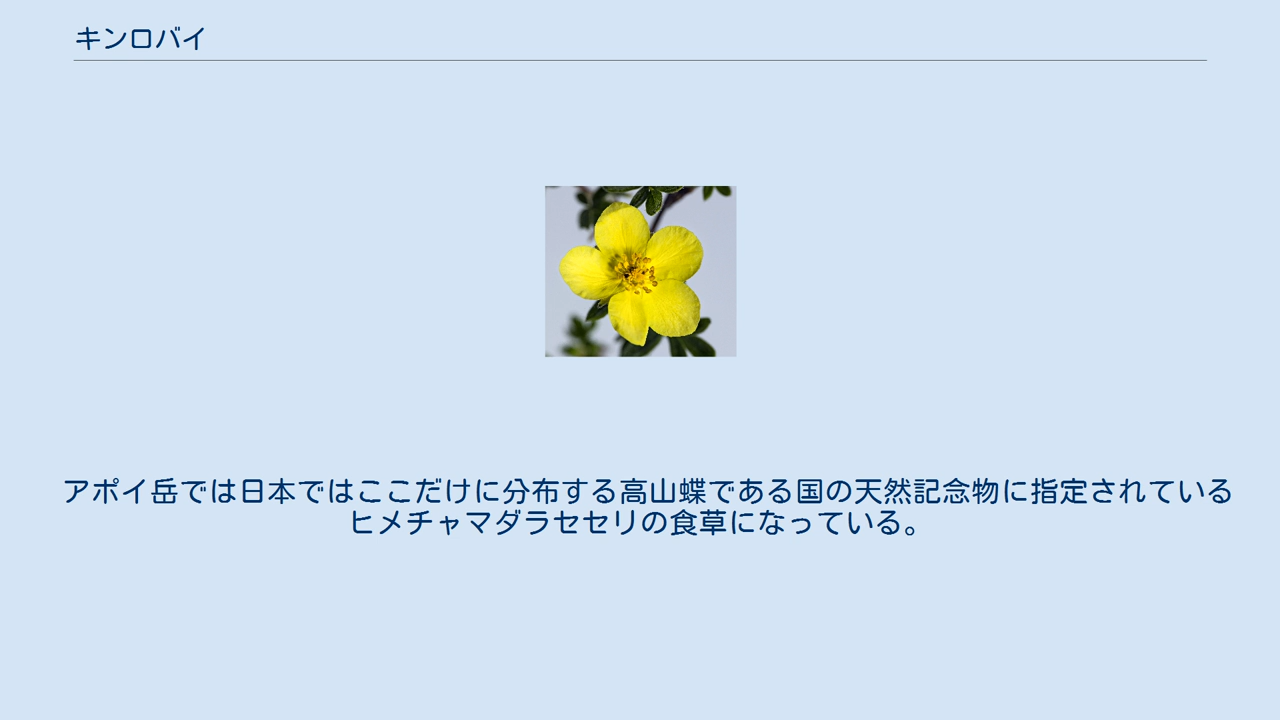 キンロバイ
アポイ岳では日本ではここだけに分布する高山蝶である国の天然記念物に指定されている
ヒメチャマダラセセリの食草になっている。